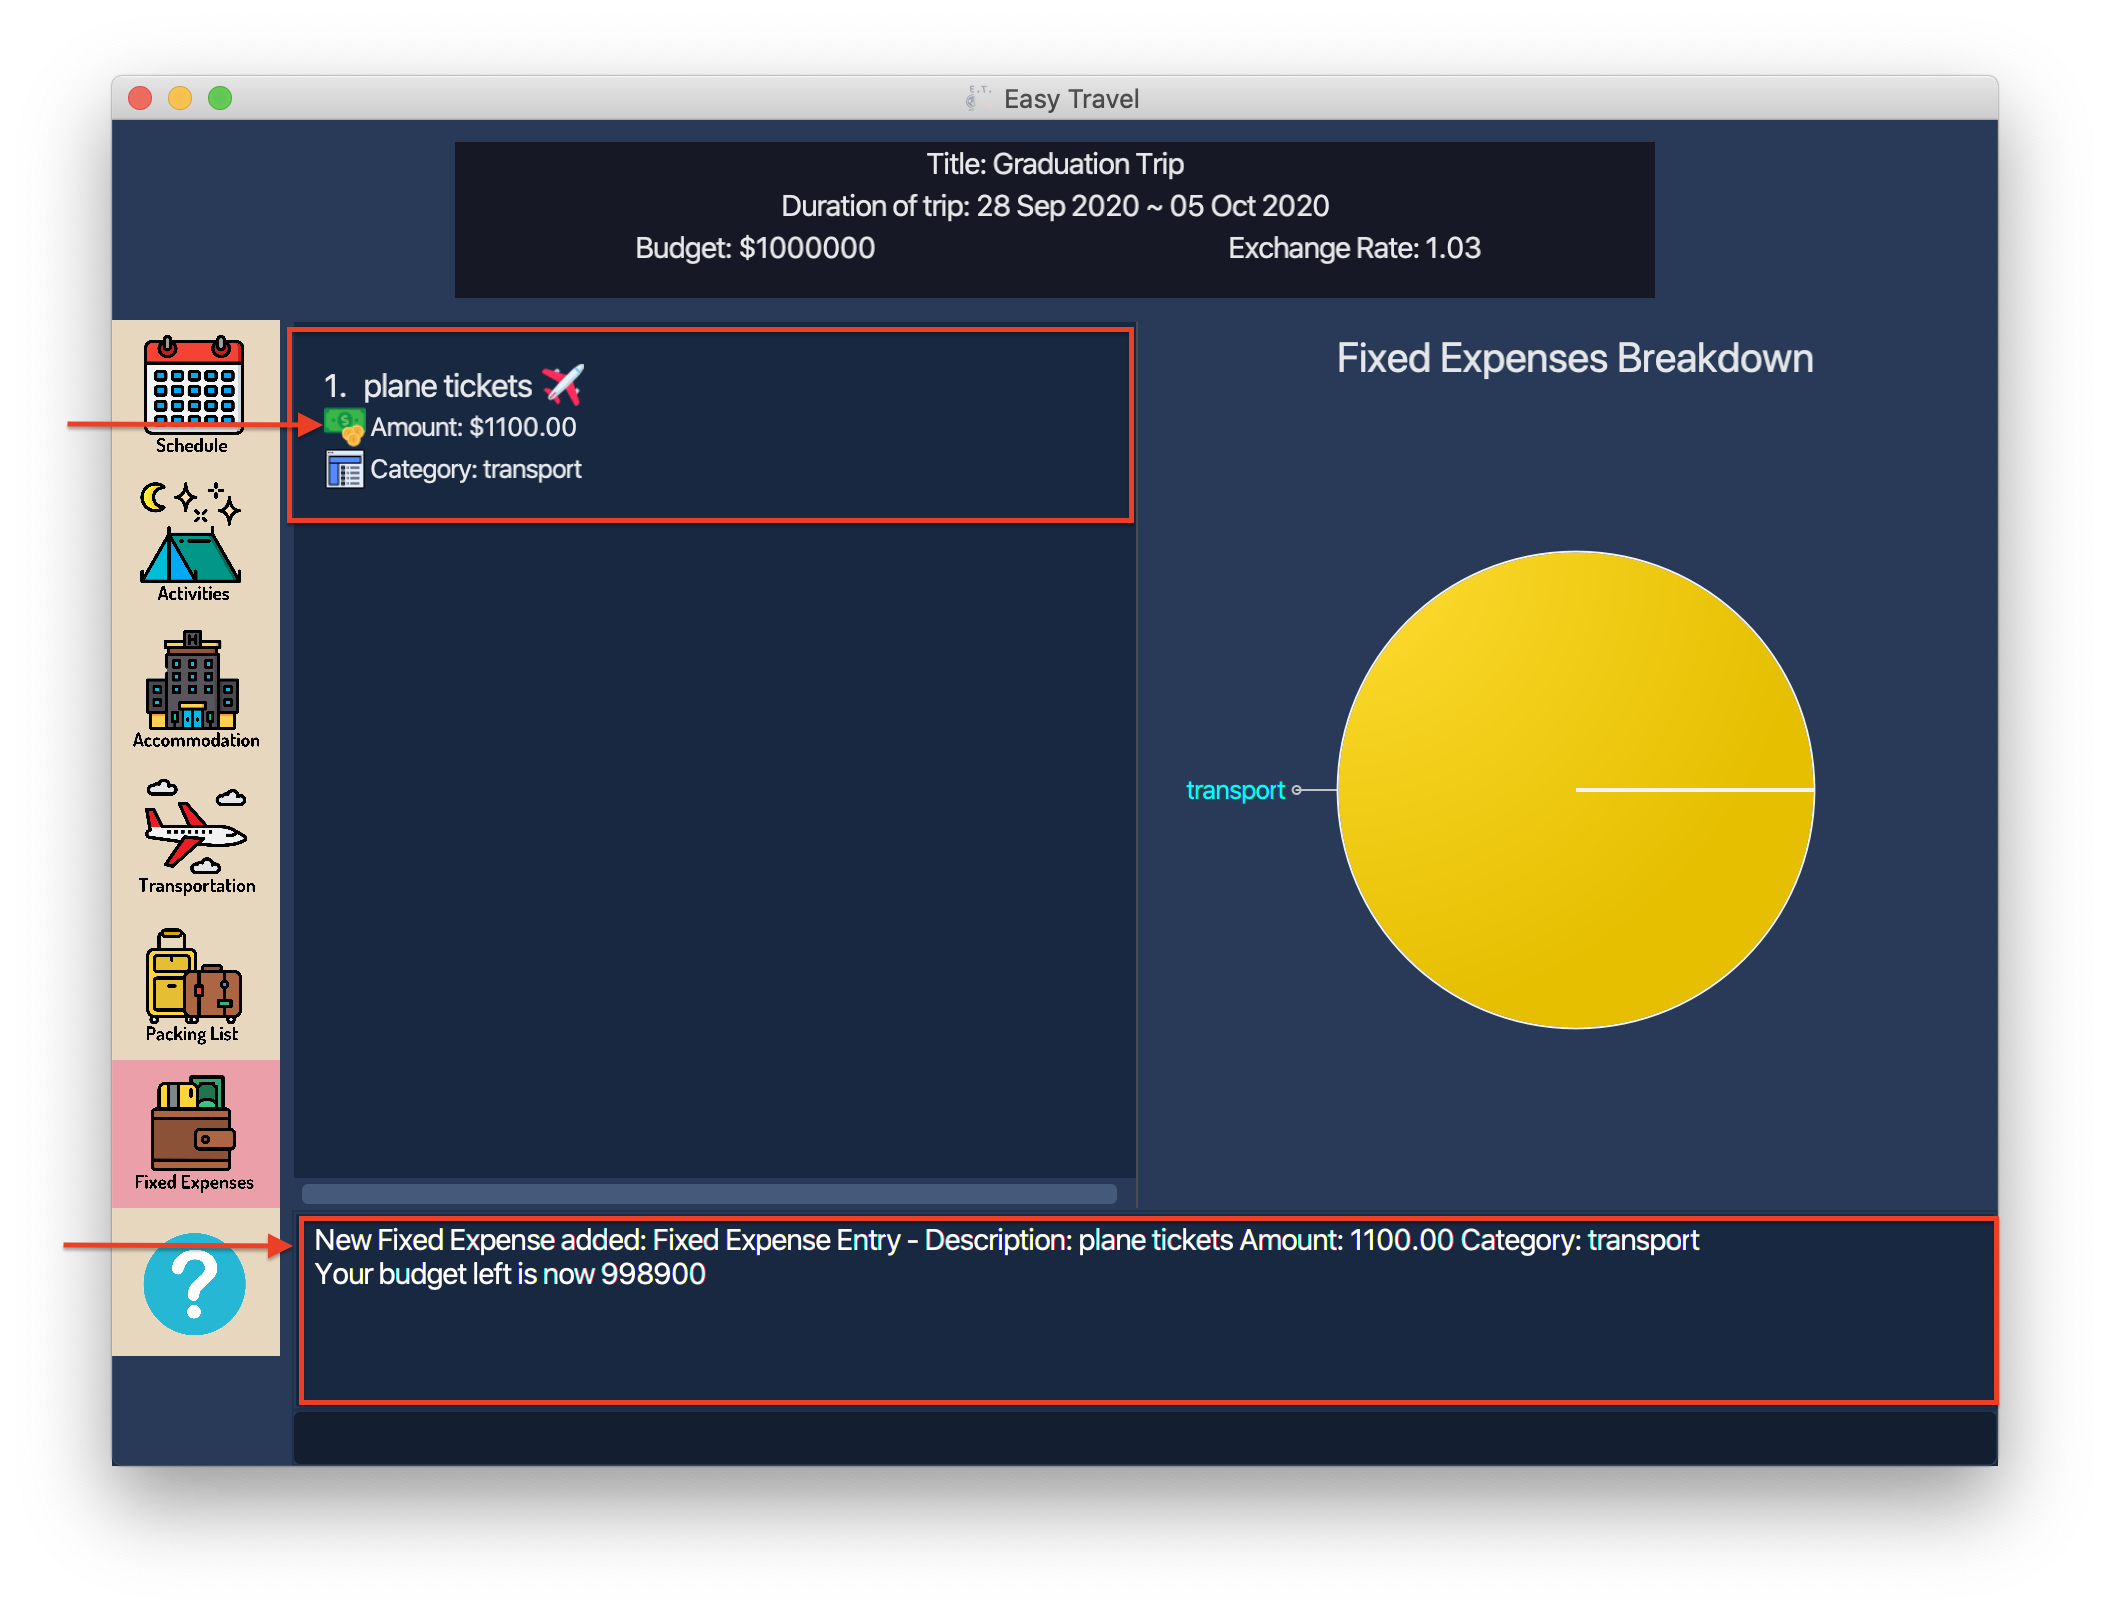 E.T.
Easy Travel
Title: Graduation Trip
Duration of trip: 28 Sep 2020 ~ 05 Oct 2020
Budget: $1000000
Exchange Rate: 1.03
Schedule
Activities
H
Accommodation
Transportation
Packing List
Fixed Expenses
?
1. plane tickets
Amount: $1100.00
Category: transport
Fixed Expenses Breakdown
transport
New Fixed Expense added: Fixed Expense Entry - Description: plane tickets Amount: 1100.00 Category: transport
Your budget left is now 998900